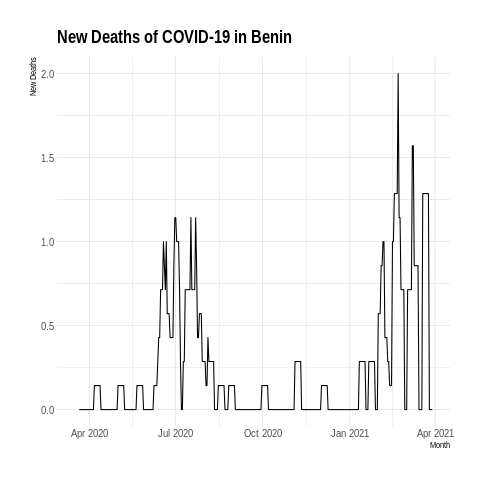 New Deaths of COVID-19 in Benin
New Deaths
2.0
1.5
1.0
0.5
0.0
Apr 2020
Jul 2020
Oct 2020
Jan 2021
Apr 2021
Month